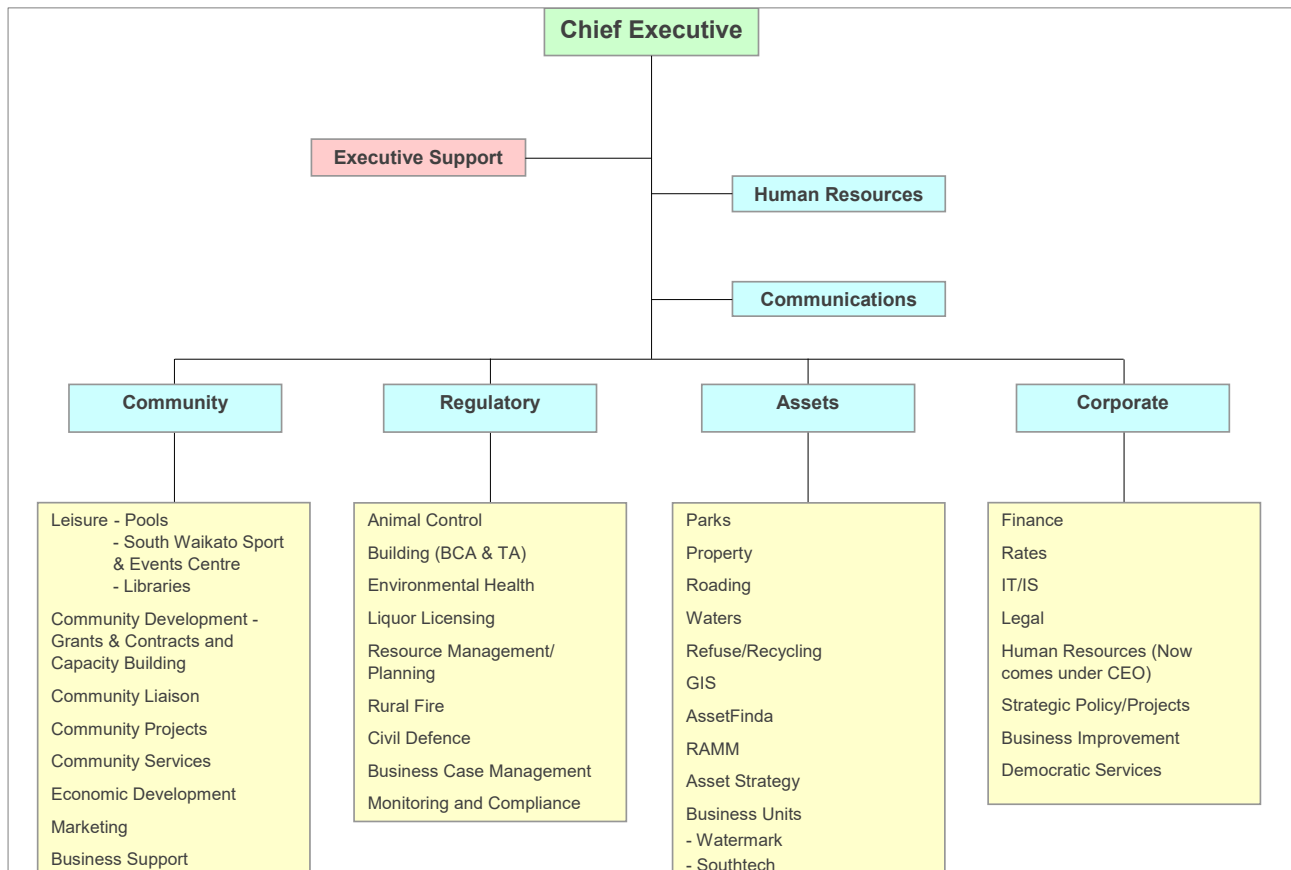 Chief Executive
Executive Support
Human Resources
Communications
Community
Regulatory
Assets
Corporate
Leisure - Pools
- South Waikato Sport
& Events Centre
- Libraries
Community Development -
Grants & Contracts and
Capacity Building
Community Liaison
Community Projects
Community Services
Economic Development
Marketing
Business Support
Animal Control
Building (BCA & TA)
Environmental Health
Liquor Licensing
Resource Management/
Planning
Rural Fire
Civil Defence
Business Case Management
Monitoring and Compliance
Parks
Property
Roading
Waters
Refuse/Recycling
GIS
AssetFinda
RAMM
Asset Strategy
Business Units
- Watermark
- Southtech
Finance
Rates
IT/IS
Legal
Human Resources (Now
comes under CEO)
Strategic Policy/Projects
Business Improvement
Democratic Services